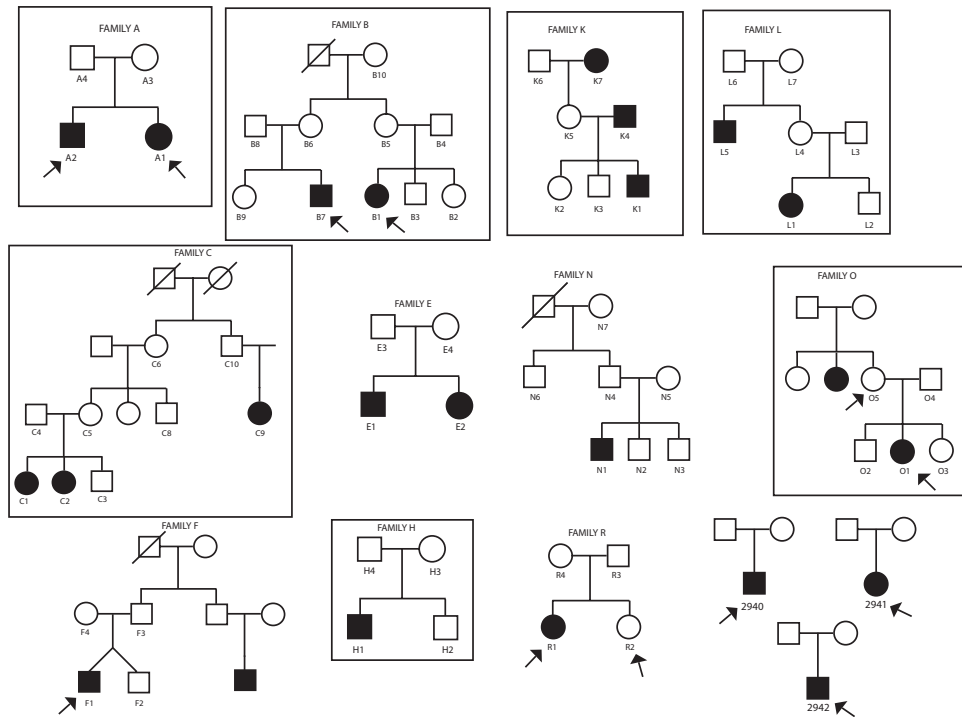 FAMILY A
A4
A3
A2
A1
FAMILY B
B10
B8
B6
B5
B4
B9
B7
B1
B3
B2
FAMILY K
K6
K7
K5
K4
K2
K3
K1
FAMILY L
L6
L7
L5
L4
L3
L1
L2
FAMILY C
C6
C10
C4
C5
C8
C9
C1
C2
C3
FAMILY E
E3
E4
E1
E2
FAMILY N
N7
N6
N4
N5
N1
N2
N3
FAMILY O
O5
O4
O2
O1
O3
FAMILY F
F4
F3
F1
F2
FAMILY H
H4
H3
H1
H2
FAMILY R
R4
R3
R1
R2
2940
2941
2942